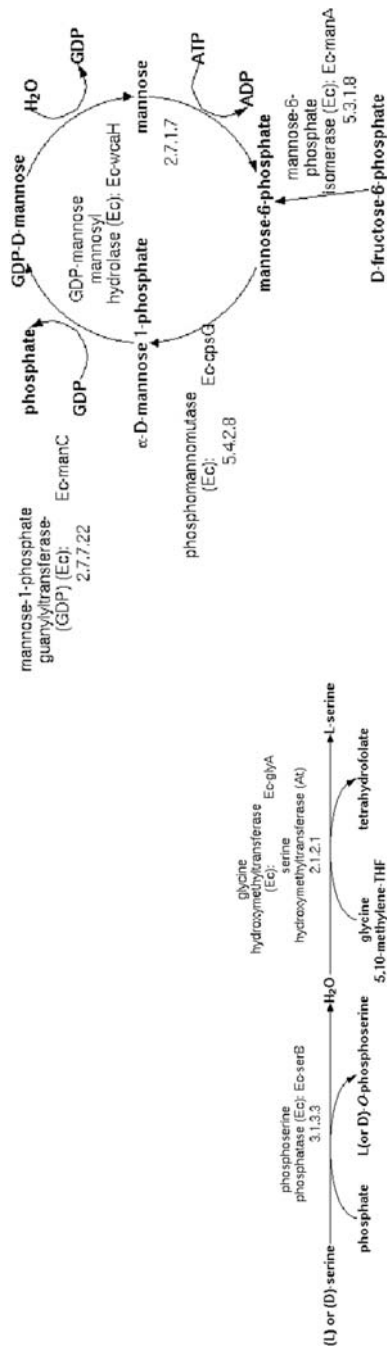 mannose-1-phosphate
guanylyltransferase-
(GDP) (Ec):
2.7.7.22
Ec-manC
phosphate
GDP
GDP-D-mannose
H₂O
GDP
GDP-mannose
mannosyl
hydrolase (Ec): Ec-wcaH
mannose
ATP
ADP
2.7.1.7
α-D-mannose 1-phosphate
phosphomannomutase
(Ec):
5.4.2.8
Ec-cpsG
mannose-6-phosphate
mannose-6-
phosphate
isomerase (Ec): Ec-manA
5.3.1.8
D-fructose-6-phosphate
(L) or (D)-serine
phosphoserine
phosphatase (Ec): Ec-serB
3.1.3.3
phosphate
L(or D)-O-phosphoserine
H₂O
glycine
hydroxymethyltransferase
(Ec):
Ec-glyA
serine
hydroxymethyltransferase (At)
2.1.2.1
glycine
5,10-methylene-THF
tetrahydrofolate
L-serine